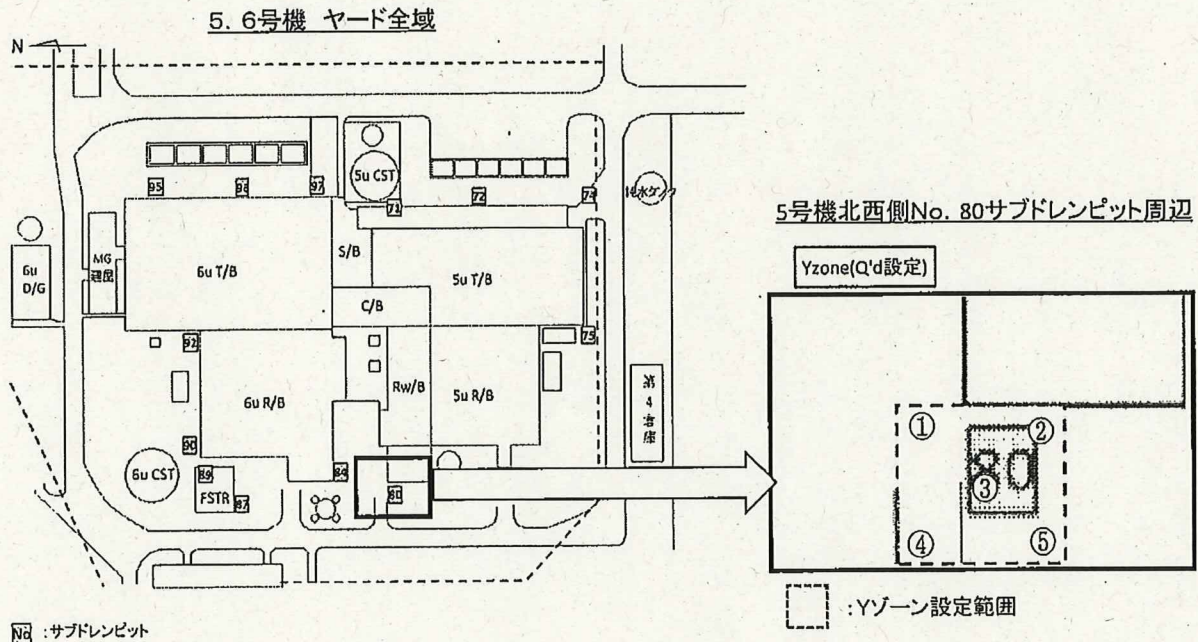 5. 6号機 ヤード全域
N
95
96
97
5u CST
71
72
純水タンク
5号機北西側No. 80サブドレンピット周辺
Yzone(Q'd設定)
6u
D/G
MG
建屋
6u T/B
S/B
5u T/B
C/B
92
75
6u R/B
RW/B
5u R/B
第4倉庫
90
6u CST
89
FSTR
87
80
①
②
③
④
⑤
:Yゾーン設定範囲
No :サブドレンピット